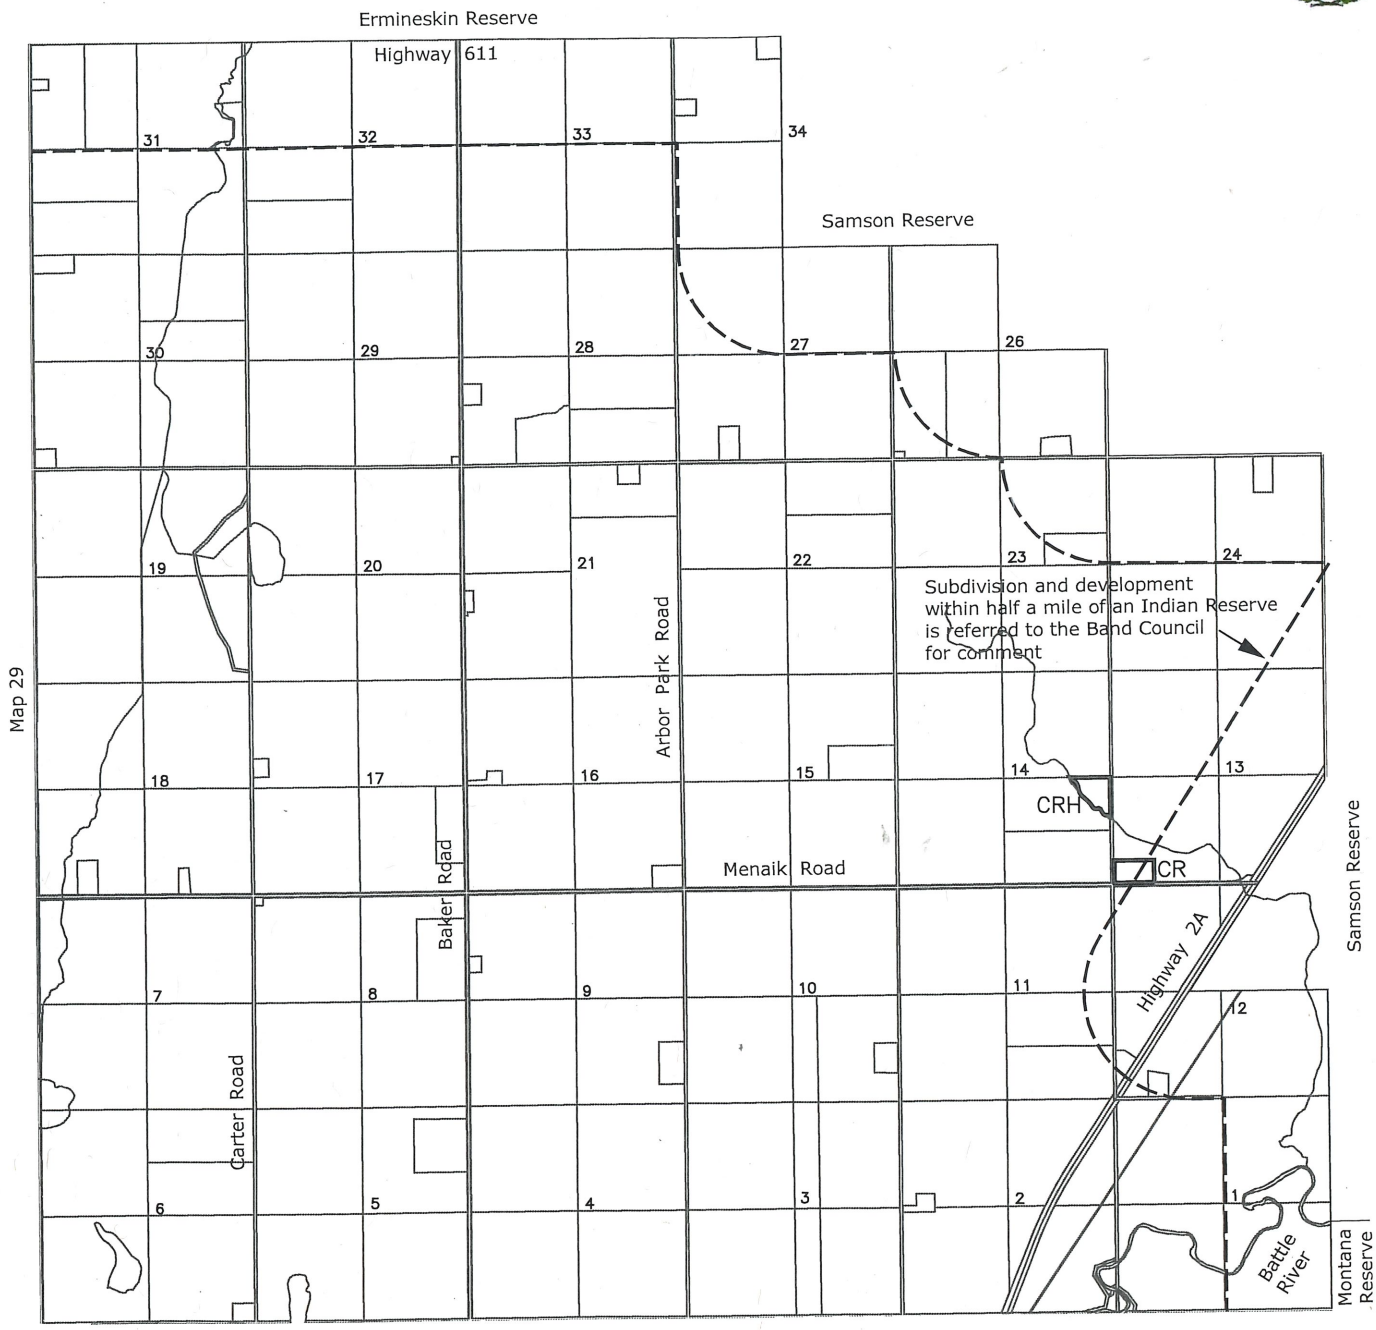 Ermineskin Reserve
Highway 611
31
32
33
34
Samson Reserve
30
29
28
27
26
19
20
21
22
23
24
Subdivision and development
within half a mile of an Indian Reserve
is referred to the Band Council
for comment
Arbor Park Road
Map 29
18
17
16
15
14
13
CRH
Samson Reserve
Baker Road
Menaik Road
CR
Highway 2A
7
8
9
10
11
12
Carter Road
6
5
4
3
2
1
Battle
River
Montana
Reserve